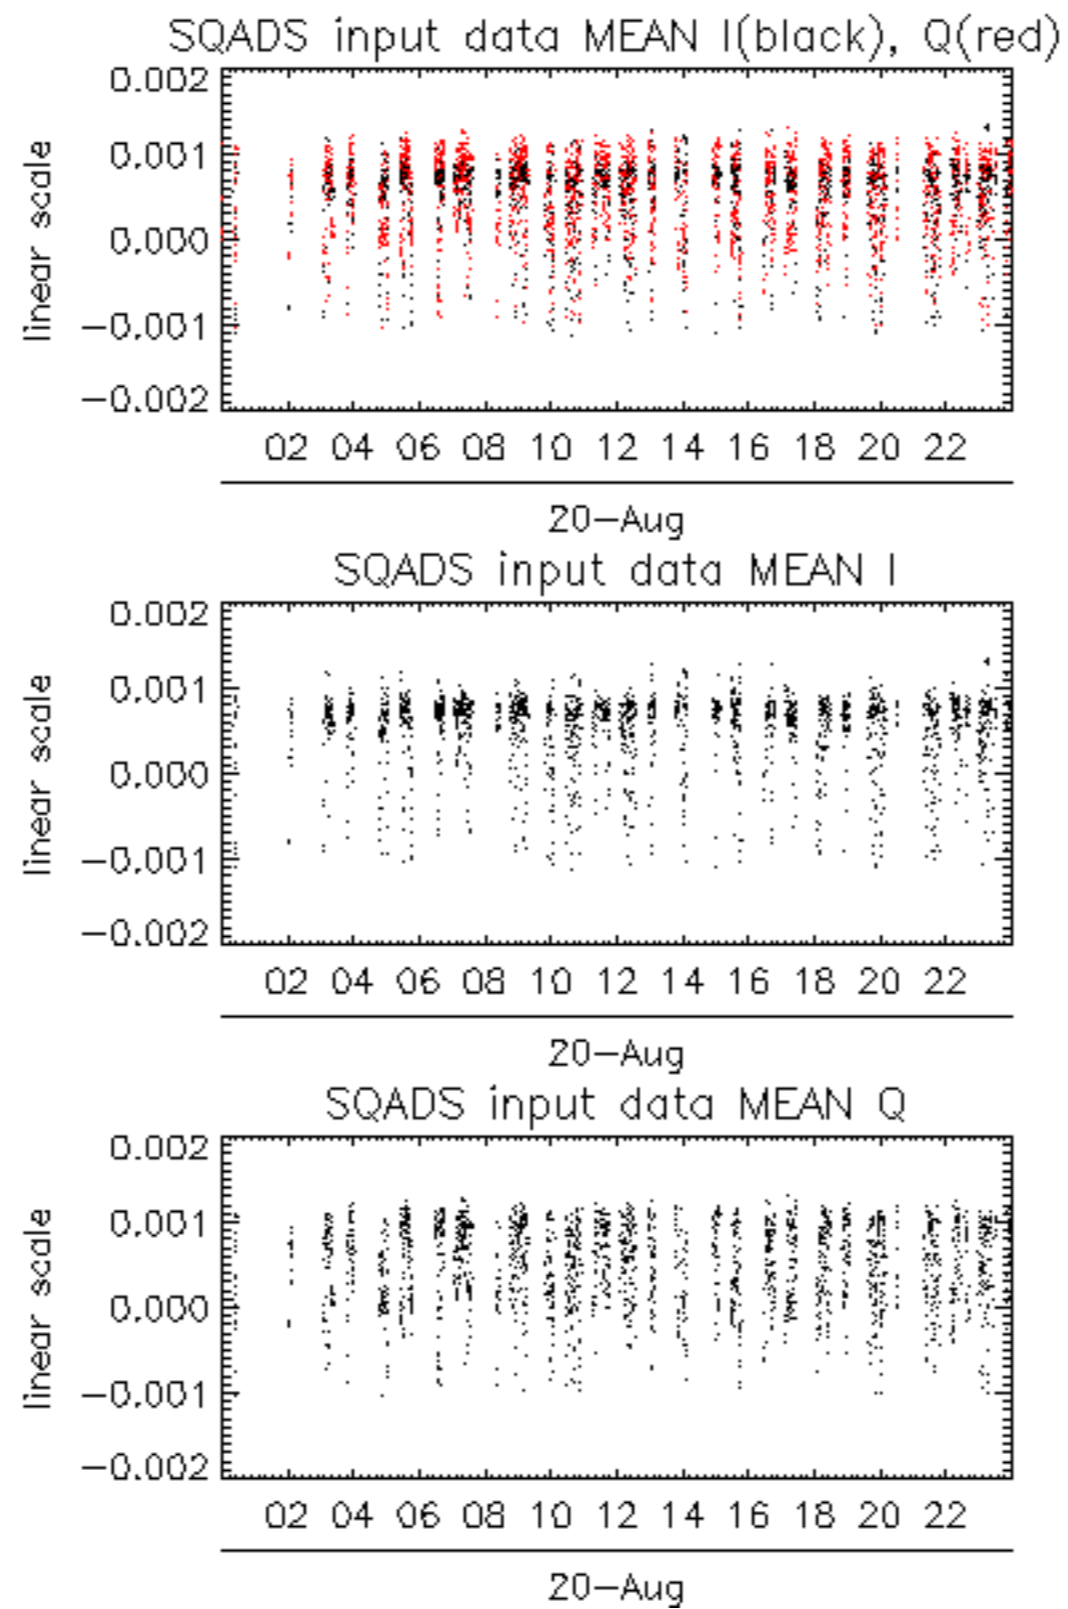 SQADS input data MEAN I(black), Q(red)
0.002
0.001
0.000
−0.001
−0.002
linear scale
02 04 06 08 10 12 14 16 18 20 22
20−Aug
SQADS input data MEAN I
0.002
0.001
0.000
−0.001
−0.002
linear scale
02 04 06 08 10 12 14 16 18 20 22
20−Aug
SQADS input data MEAN Q
0.002
0.001
0.000
−0.001
−0.002
linear scale
02 04 06 08 10 12 14 16 18 20 22
20−Aug